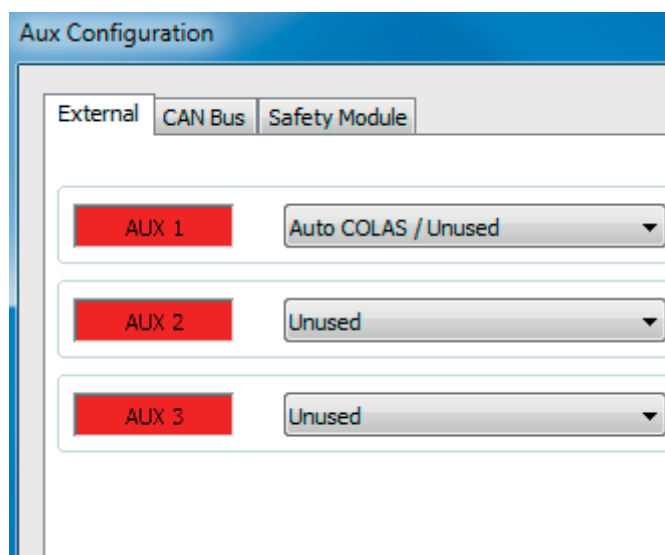 Aux Configuration
External CAN Bus Safety Module
AUX 1 Auto COLAS / Unused
AUX 2 Unused
AUX 3 Unused